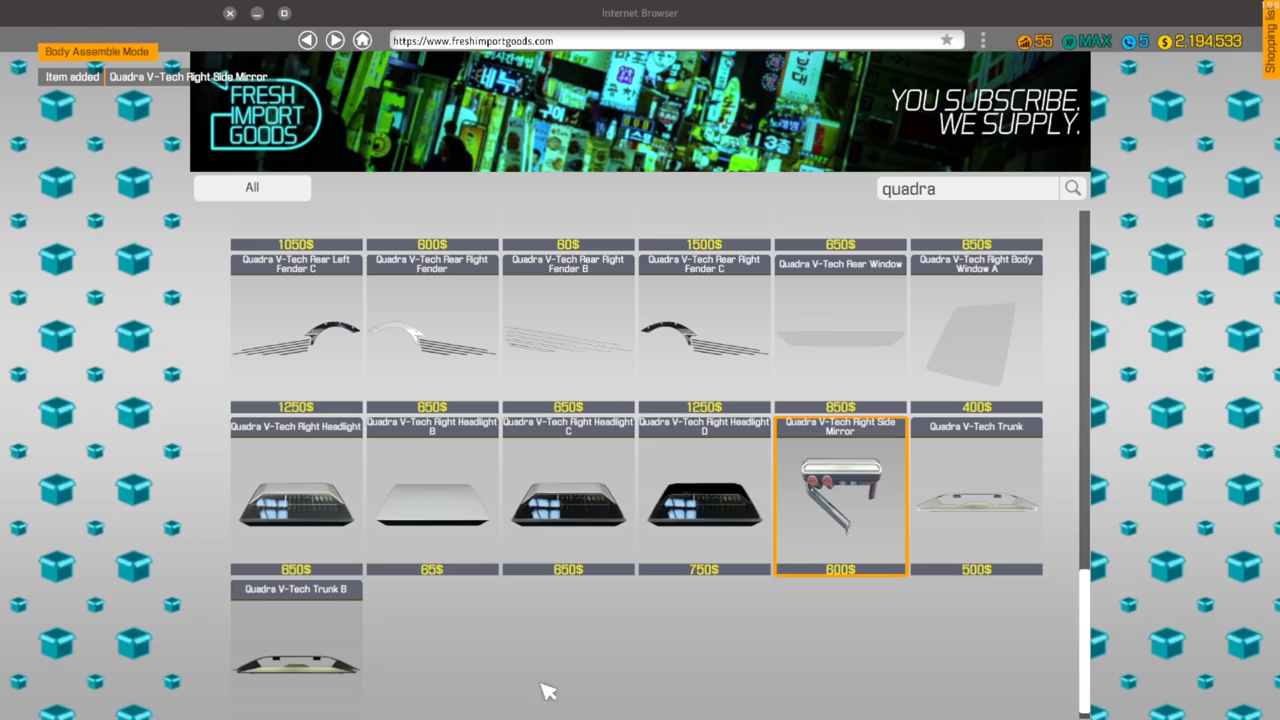 Internet Browser
Body Assemble Mode
https://www.freshimportgoods.com
55
XP MAX
5
$ 2,194,533
Shopping list
Item added
Quadra V-Tech Right Side Mirror
FRESH
IMPORT
GOODS
YOU SUBSCRIBE.
WE SUPPLY.
All
quadra
1050$
600$
60$
1500$
650$
650$
Quadra V-Tech Rear Left
Fender C
Quadra V-Tech Rear Right
Fender
Quadra V-Tech Rear Right
Fender B
Quadra V-Tech Rear Right
Fender C
Quadra V-Tech Rear Window
Quadra V-Tech Right Body
Window A
1250$
650$
650$
1250$
850$
400$
Quadra V-Tech Right Headlight
Quadra V-Tech Right Headlight
B
Quadra V-Tech Right Headlight
C
Quadra V-Tech Right Headlight
D
Quadra V-Tech Right Side
Mirror
Quadra V-Tech Trunk
650$
65$
650$
750$
600$
500$
Quadra V-Tech Trunk B